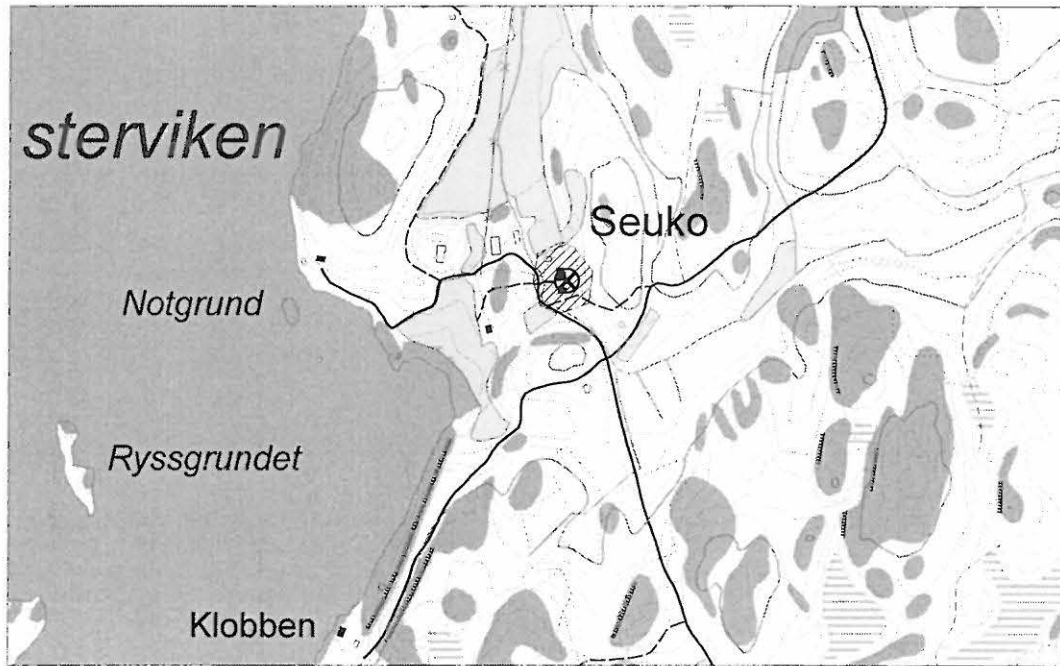 sterviken
Seuko
Notgrund
Ryssgrundet
Klobben